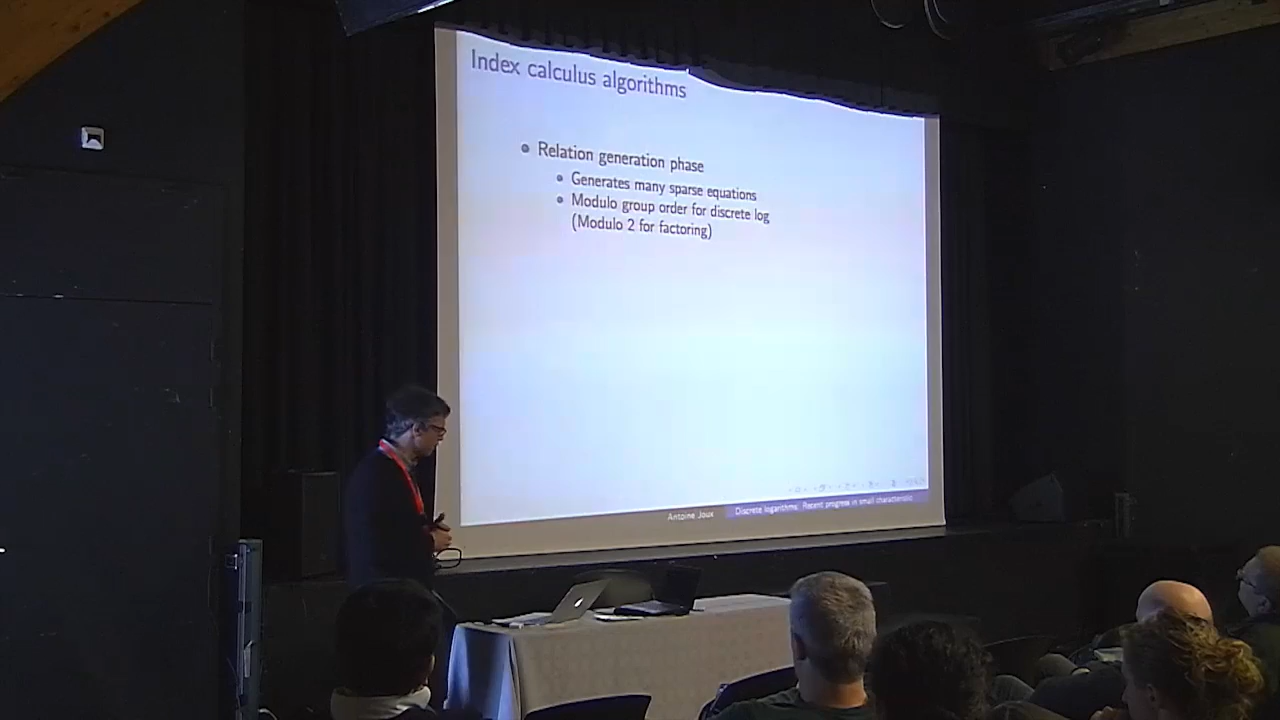 Index calculus algorithms
Relation generation phase
Generates many sparse equations
Modulo group order for discrete log
(Modulo 2 for factoring)
Antoine Joux Discrete logarithms: Recent progress in small characteristic